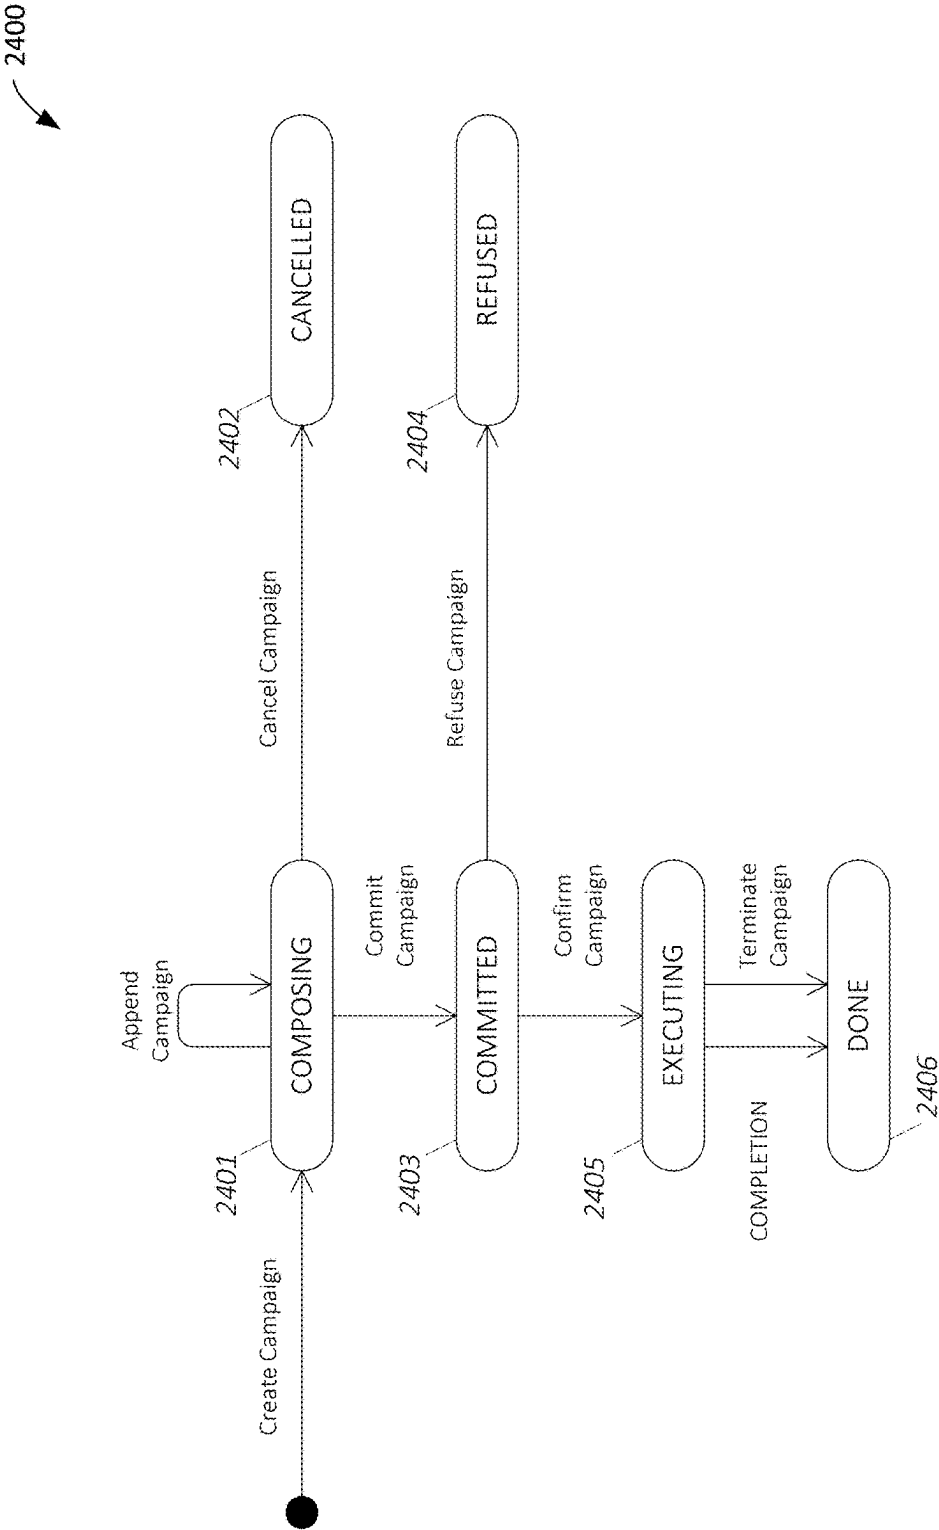 2400
Create Campaign
2401
COMPOSING
Append
Campaign
Cancel Campaign
2402
CANCELLED
Commit
Campaign
2403
COMMITTED
Refuse Campaign
2404
REFUSED
Confirm
Campaign
2405
EXECUTING
COMPLETION
Terminate
Campaign
DONE
2406